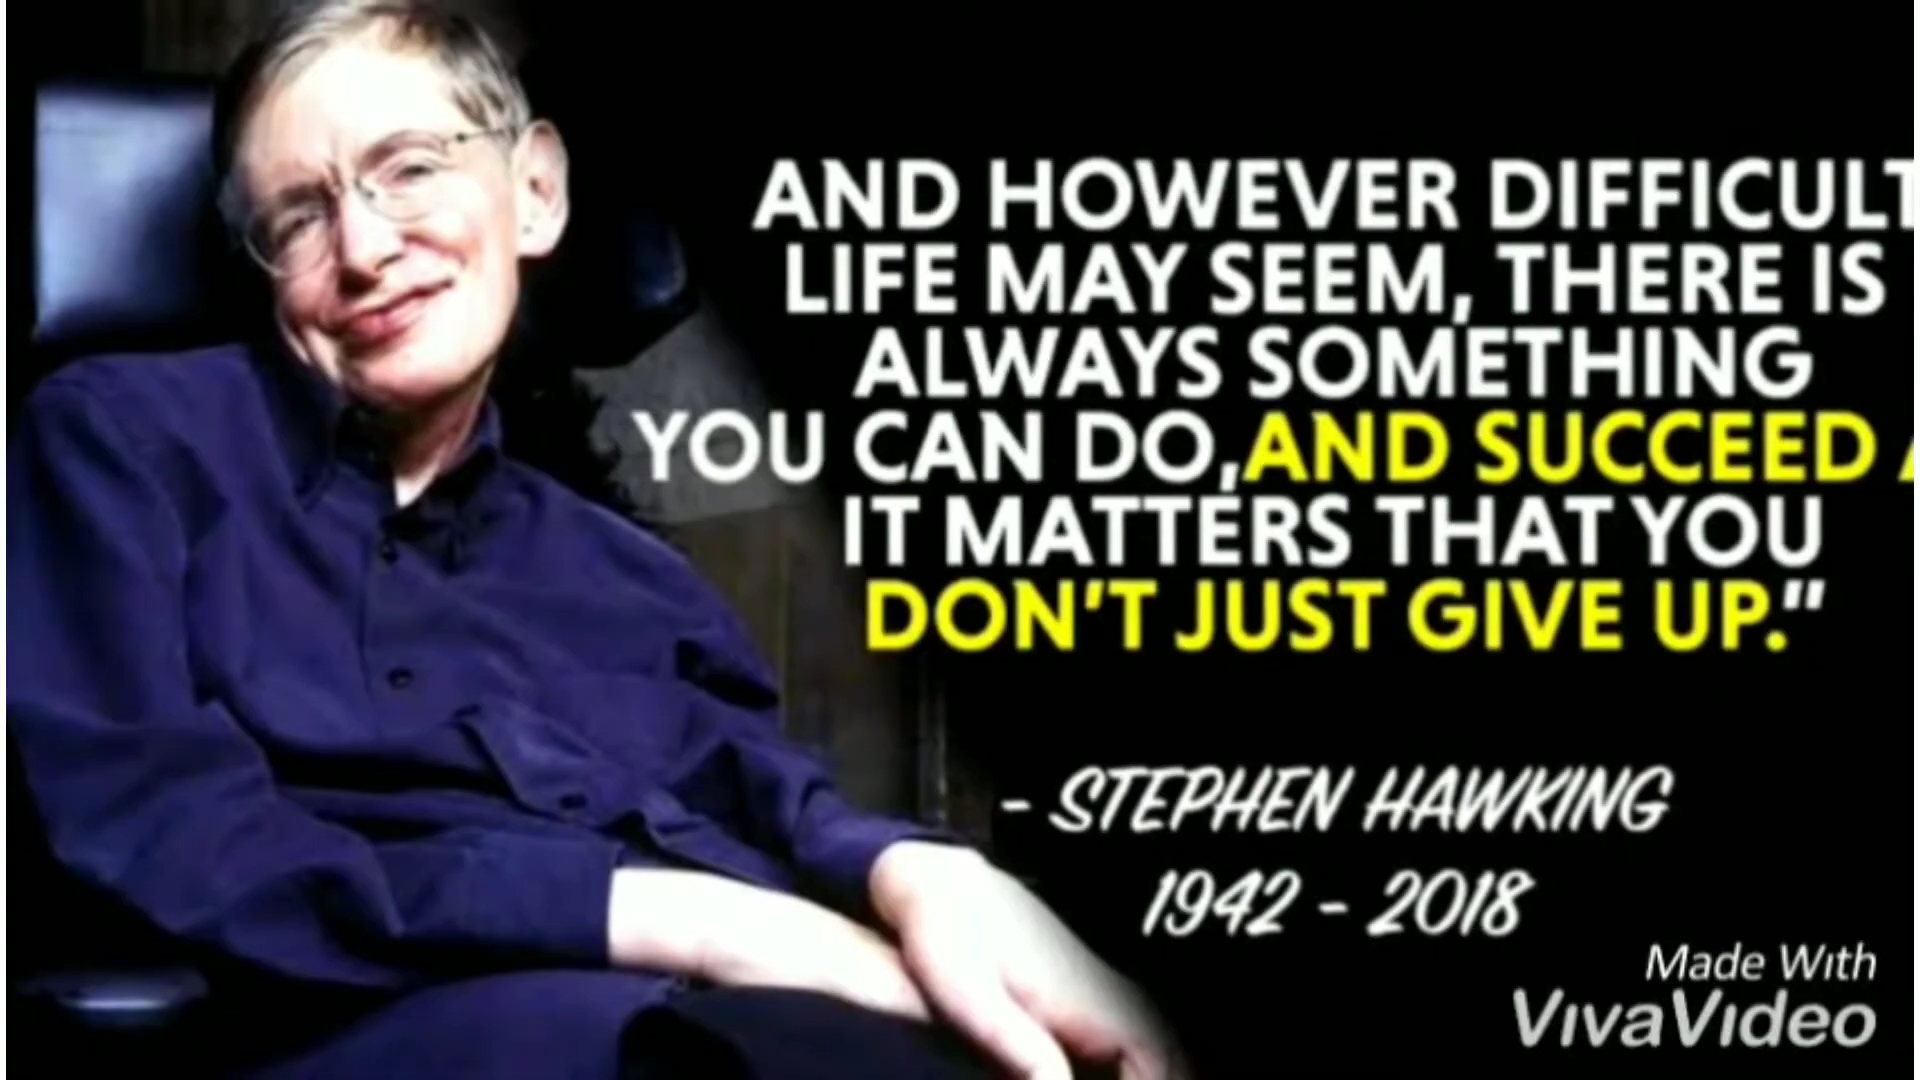 AND HOWEVER DIFFICULT
LIFE MAY SEEM, THERE IS
ALWAYS SOMETHING
YOU CAN DO,AND SUCCEED
IT MATTERS THAT YOU
DON'T JUST GIVE UP."
- STEPHEN HAWKING
1942 - 2018
Made With
VivaVideo